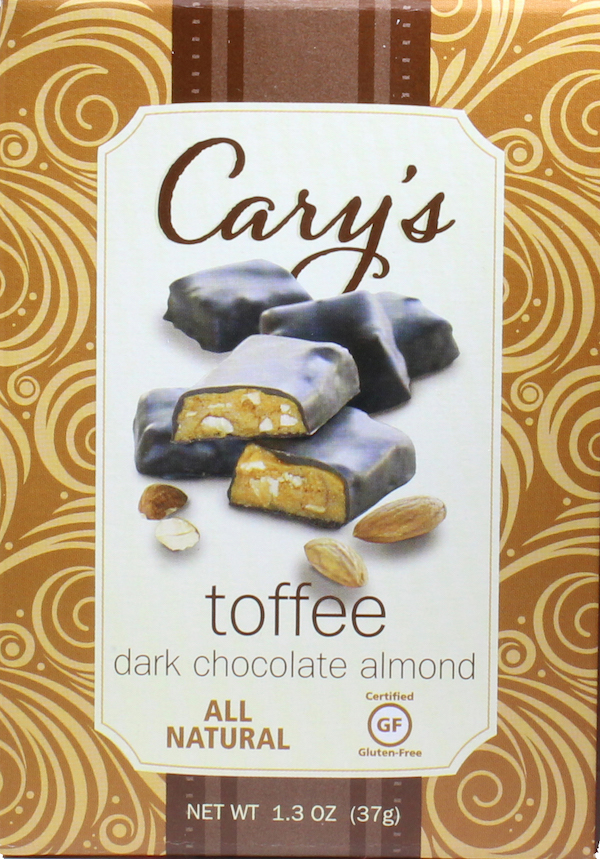 Cary's
toffee
dark chocolate almond
ALL
NATURAL
Certified
GF
Gluten-Free
NET WT 1.3 OZ (37g)